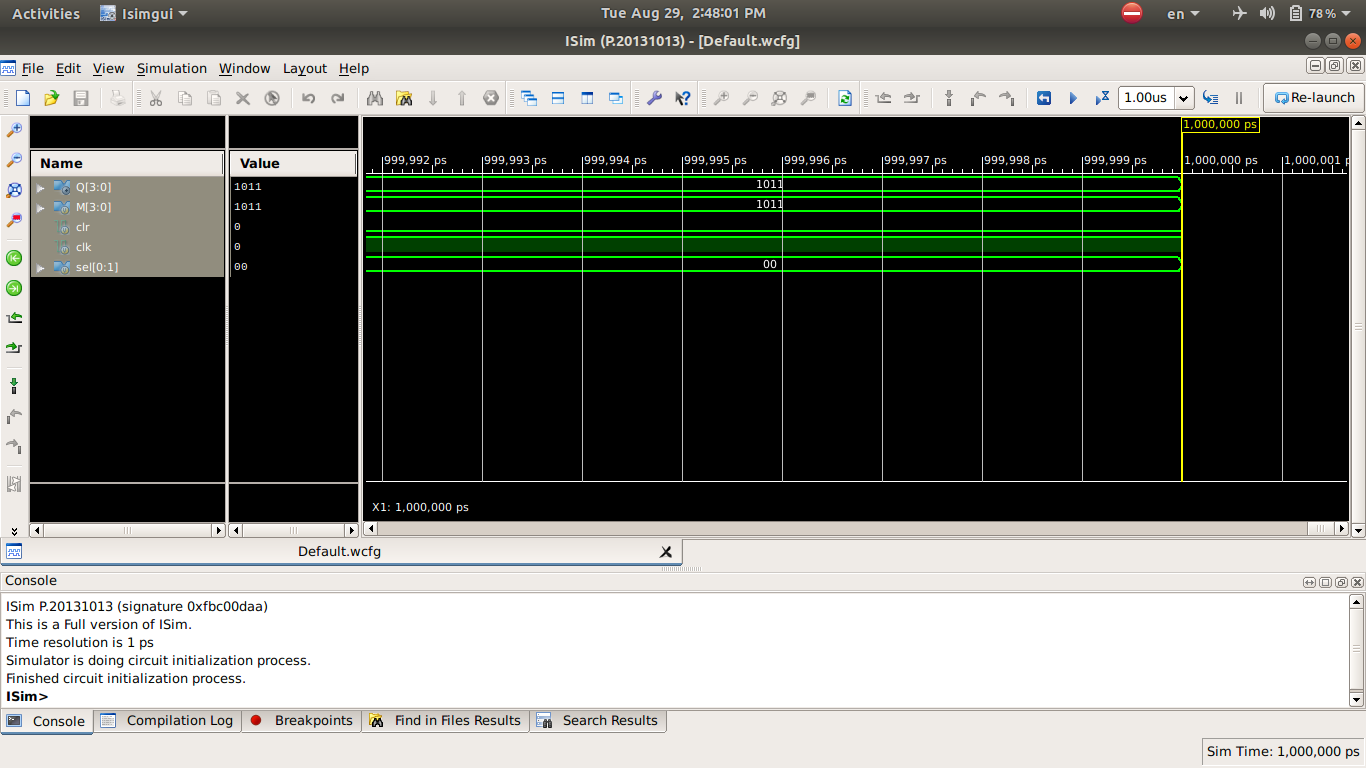 Activities Isimgui Tue Aug 29, 2:48:01 PM en 78%
ISim (P.20131013) - [Default.wcfg]
File Edit View Simulation Window Layout Help
1.00us Re-launch
1,000,000 ps
Name Value 999,992 ps 999,993 ps 999,994 ps 999,995 ps 999,996 ps 999,997 ps 999,998 ps 999,999 ps 1,000,000 ps 1,000,001 p
Q[3:0] 1011 1011
M[3:0] 1011 1011
clr 0
clk 0
sel[0:1] 00 00
X1: 1,000,000 ps
Default.wcfg
Console
ISim P.20131013 (signature 0xfbc00daa)
This is a Full version of ISim.
Time resolution is 1 ps
Simulator is doing circuit initialization process.
Finished circuit initialization process.
ISim>
Console Compilation Log Breakpoints Find in Files Results Search Results
Sim Time: 1,000,000 ps